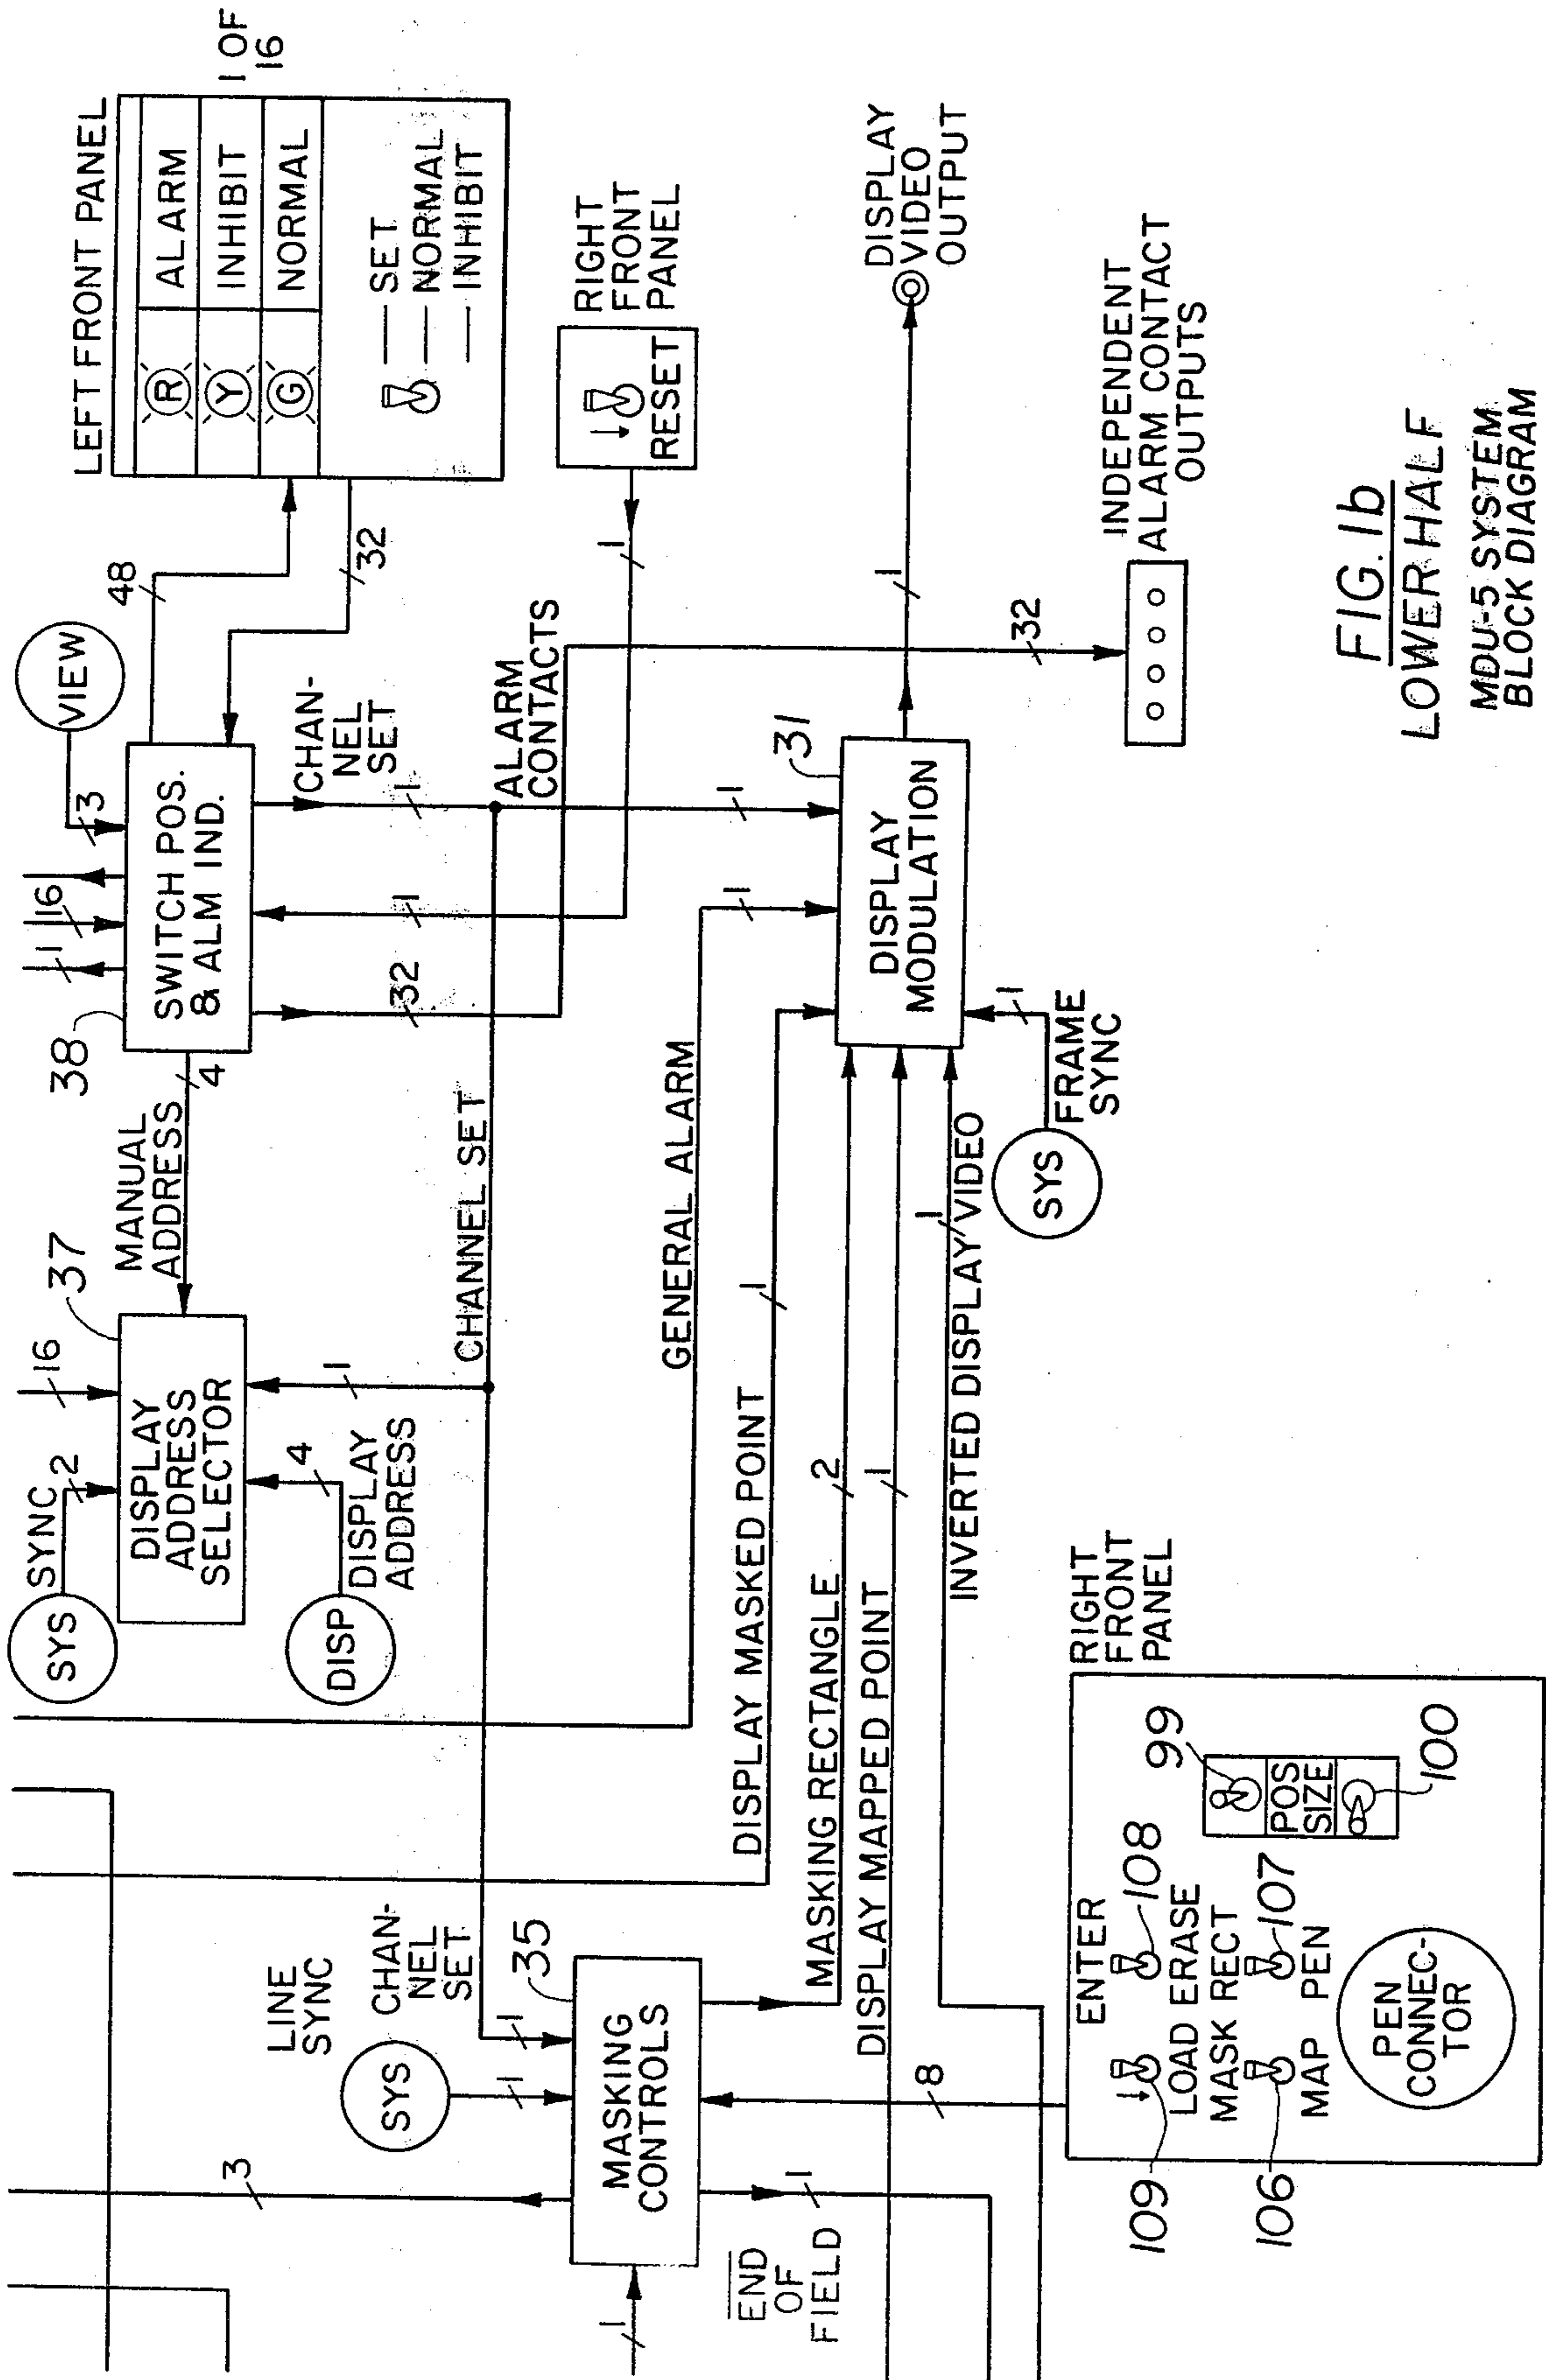 LEFT FRONT PANEL
R ALARM
Y INHIBIT
G NORMAL
1 OF
16
SET
NORMAL
INHIBIT
VIEW
48
32
3
16
1
38
SWITCH POS.
& ALM IND.
4
MANUAL
ADDRESS
37
16
SYNC
2
SYS
DISPLAY
ADDRESS
SELECTOR
1
4
DISP
DISPLAY
ADDRESS
CHAN-
NEL
SET
1
ALARM
CONTACTS
1
32
RIGHT
FRONT
PANEL
RESET
1
CHANNEL SET
GENERAL ALARM
1
1
DISPLAY MASKED POINT
1
MASKING RECTANGLE
2
DISPLAY MAPPED POINT
1
INVERTED DISPLAY VIDEO
1
31
DISPLAY
MODULATION
1
FRAME
SYNC
SYS
1
DISPLAY
VIDEO
OUTPUT
32
INDEPENDENT
ALARM CONTACT
OUTPUTS
LINE
SYNC
CHAN-
NEL
SET
35
SYS
1
1
3
MASKING
CONTROLS
1
1
END
OF
FIELD
8
RIGHT
FRONT
PANEL
ENTER
109
108
LOAD ERASE
MASK RECT
106
107
MAP PEN
PEN
CONNEC-
TOR
99
POS
SIZE
100
FIG. 1b
LOWER HALF
MDU-5 SYSTEM
BLOCK DIAGRAM